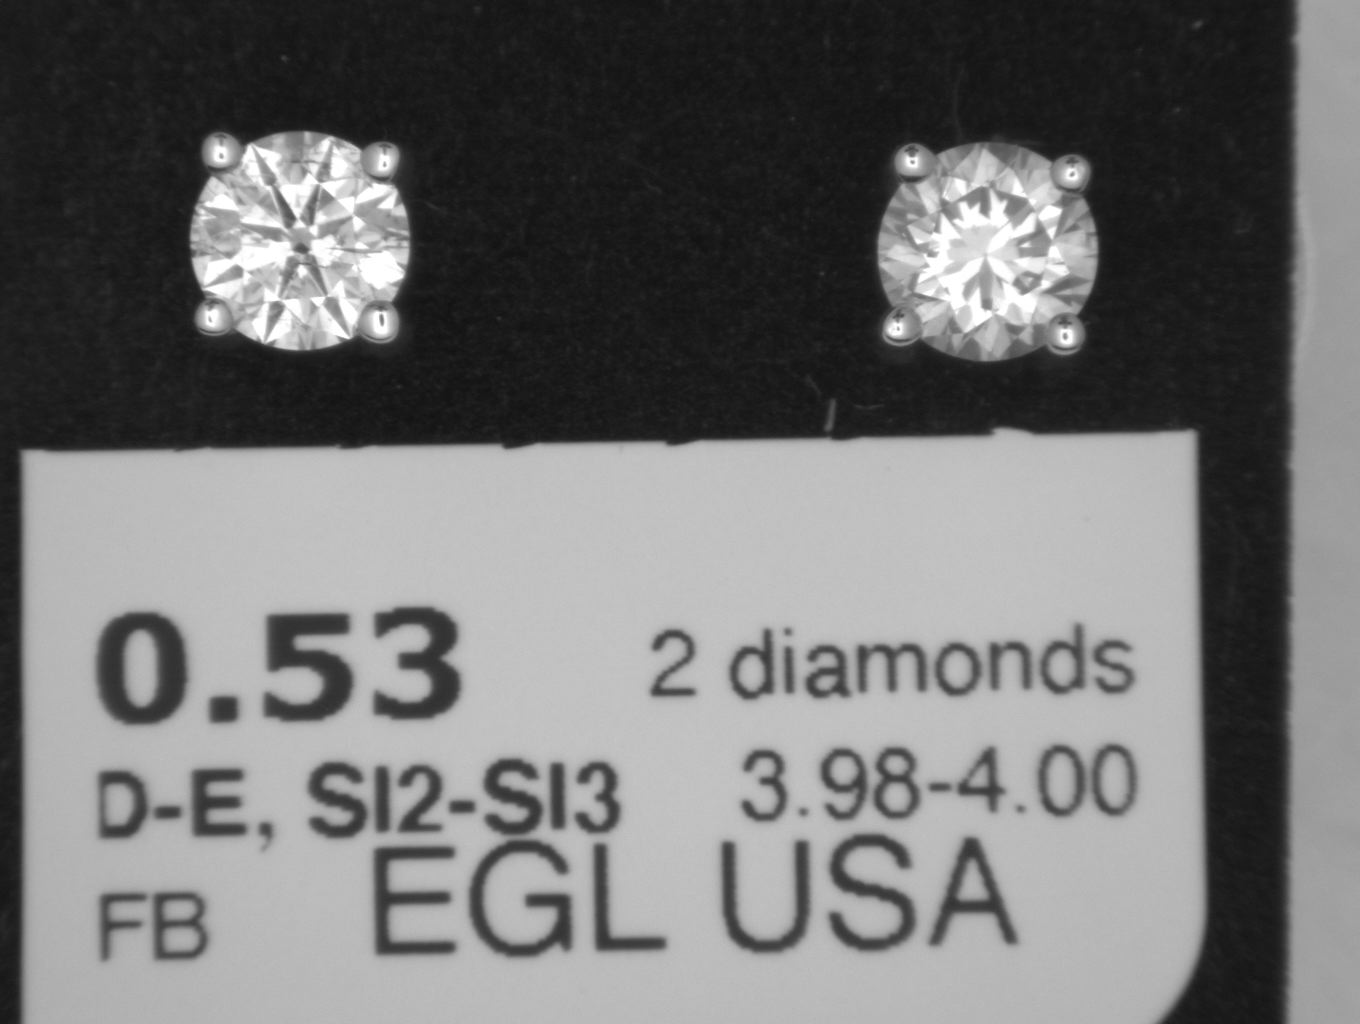 0.53 2 diamonds
D-E, SI2-SI3 3.98-4.00
FB EGL USA